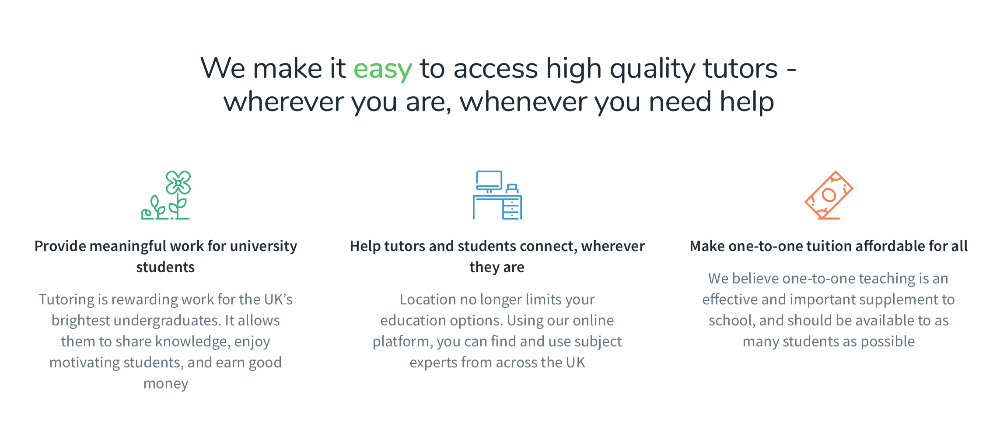 We make it easy to access high quality tutors -
wherever you are, whenever you need help
Provide meaningful work for university
students
Tutoring is rewarding work for the UK’s
brightest undergraduates. It allows
them to share knowledge, enjoy
motivating students, and earn good
money
Help tutors and students connect, wherever
they are
Location no longer limits your
education options. Using our online
platform, you can find and use subject
experts from across the UK
Make one-to-one tuition affordable for all
We believe one-to-one teaching is an
effective and important supplement to
school, and should be available to as
many students as possible